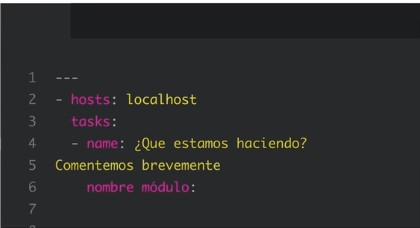 1 ---
2 - hosts: localhost
3 tasks:
4 - name: ¿Que estamos haciendo?
5 Comentemos brevemente
6 nombre módulo:
7